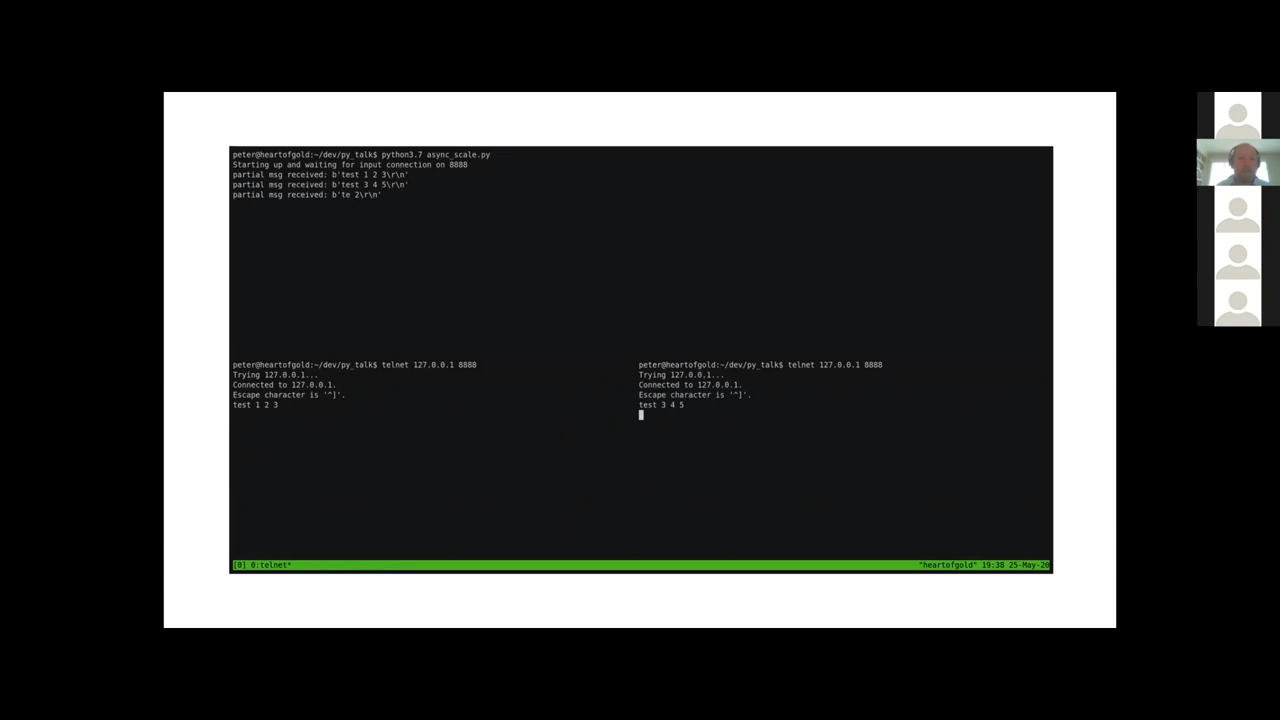 peter@heartofgold:~/dev/py_talk$ python3.7 async_scale.py
Starting up and waiting for input connection on 8888
partial msg received: b'test 1 2 3\r\n'
partial msg received: b'test 3 4 5\r\n'
partial msg received: b'te 2\r\n'
peter@heartofgold:~/dev/py_talk$ telnet 127.0.0.1 8888
Trying 127.0.0.1...
Connected to 127.0.0.1.
Escape character is '^]'.
test 1 2 3
peter@heartofgold:~/dev/py_talk$ telnet 127.0.0.1 8888
Trying 127.0.0.1...
Connected to 127.0.0.1.
Escape character is '^]'.
test 3 4 5
[0] 0:telnet*
"heartofgold" 19:38 25-May-20